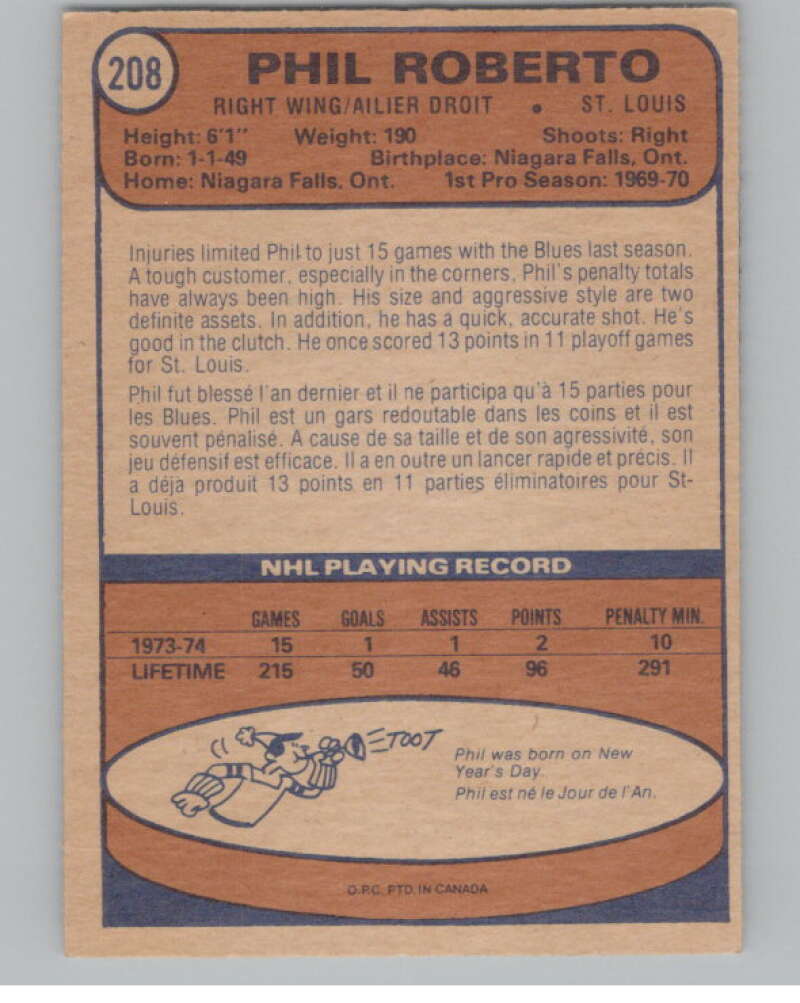 208
PHIL ROBERTO
RIGHT WING/AILIER DROIT • ST. LOUIS
Height: 6'1" Weight: 190 Shoots: Right
Born: 1-1-49 Birthplace: Niagara Falls, Ont.
Home: Niagara Falls, Ont. 1st Pro Season: 1969-70
Injuries limited Phil to just 15 games with the Blues last season.
A tough customer, especially in the corners, Phil's penalty totals
have always been high. His size and aggressive style are two
definite assets. In addition, he has a quick, accurate shot. He's
good in the clutch. He once scored 13 points in 11 playoff games
for St. Louis.
Phil fut blessé l'an dernier et il ne participa qu'à 15 parties pour
les Blues. Phil est un gars redoutable dans les coins et il est
souvent pénalisé. A cause de sa taille et de son agressivité, son
jeu défensif est efficace. Il a en outre un lancer rapide et précis. Il
a déjà produit 13 points en 11 parties éliminatoires pour St-
Louis.
NHL PLAYING RECORD
GAMES GOALS ASSISTS POINTS PENALTY MIN.
1973-74 15 1 1 2 10
LIFETIME 215 50 46 96 291
TOOT
Phil was born on New
Year's Day.
Phil est né le Jour de l'An.
O.P.C. PTD. IN CANADA